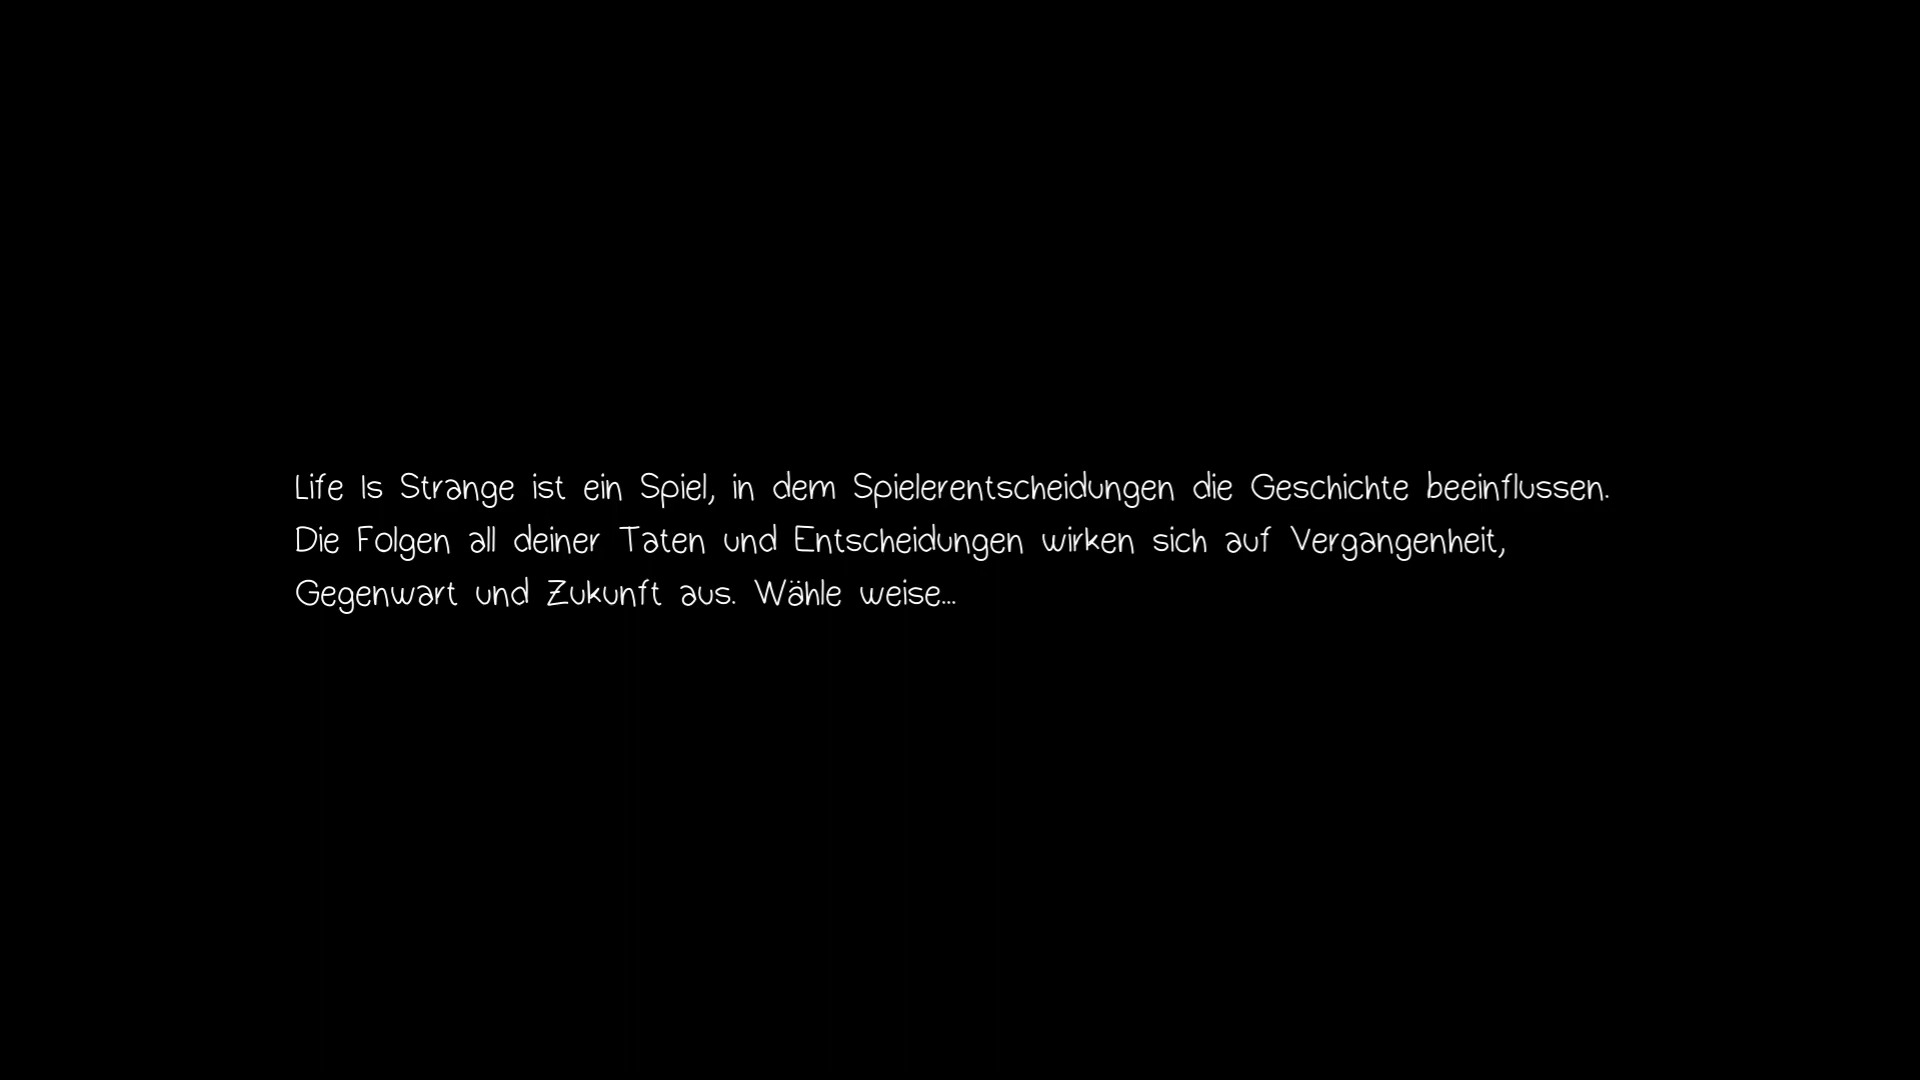 Life Is Strange ist ein Spiel, in dem Spielerentscheidungen die Geschichte beeinflussen.
Die Folgen all deiner Taten und Entscheidungen wirken sich auf Vergangenheit,
Gegenwart und Zukunft aus. Wähle weise...